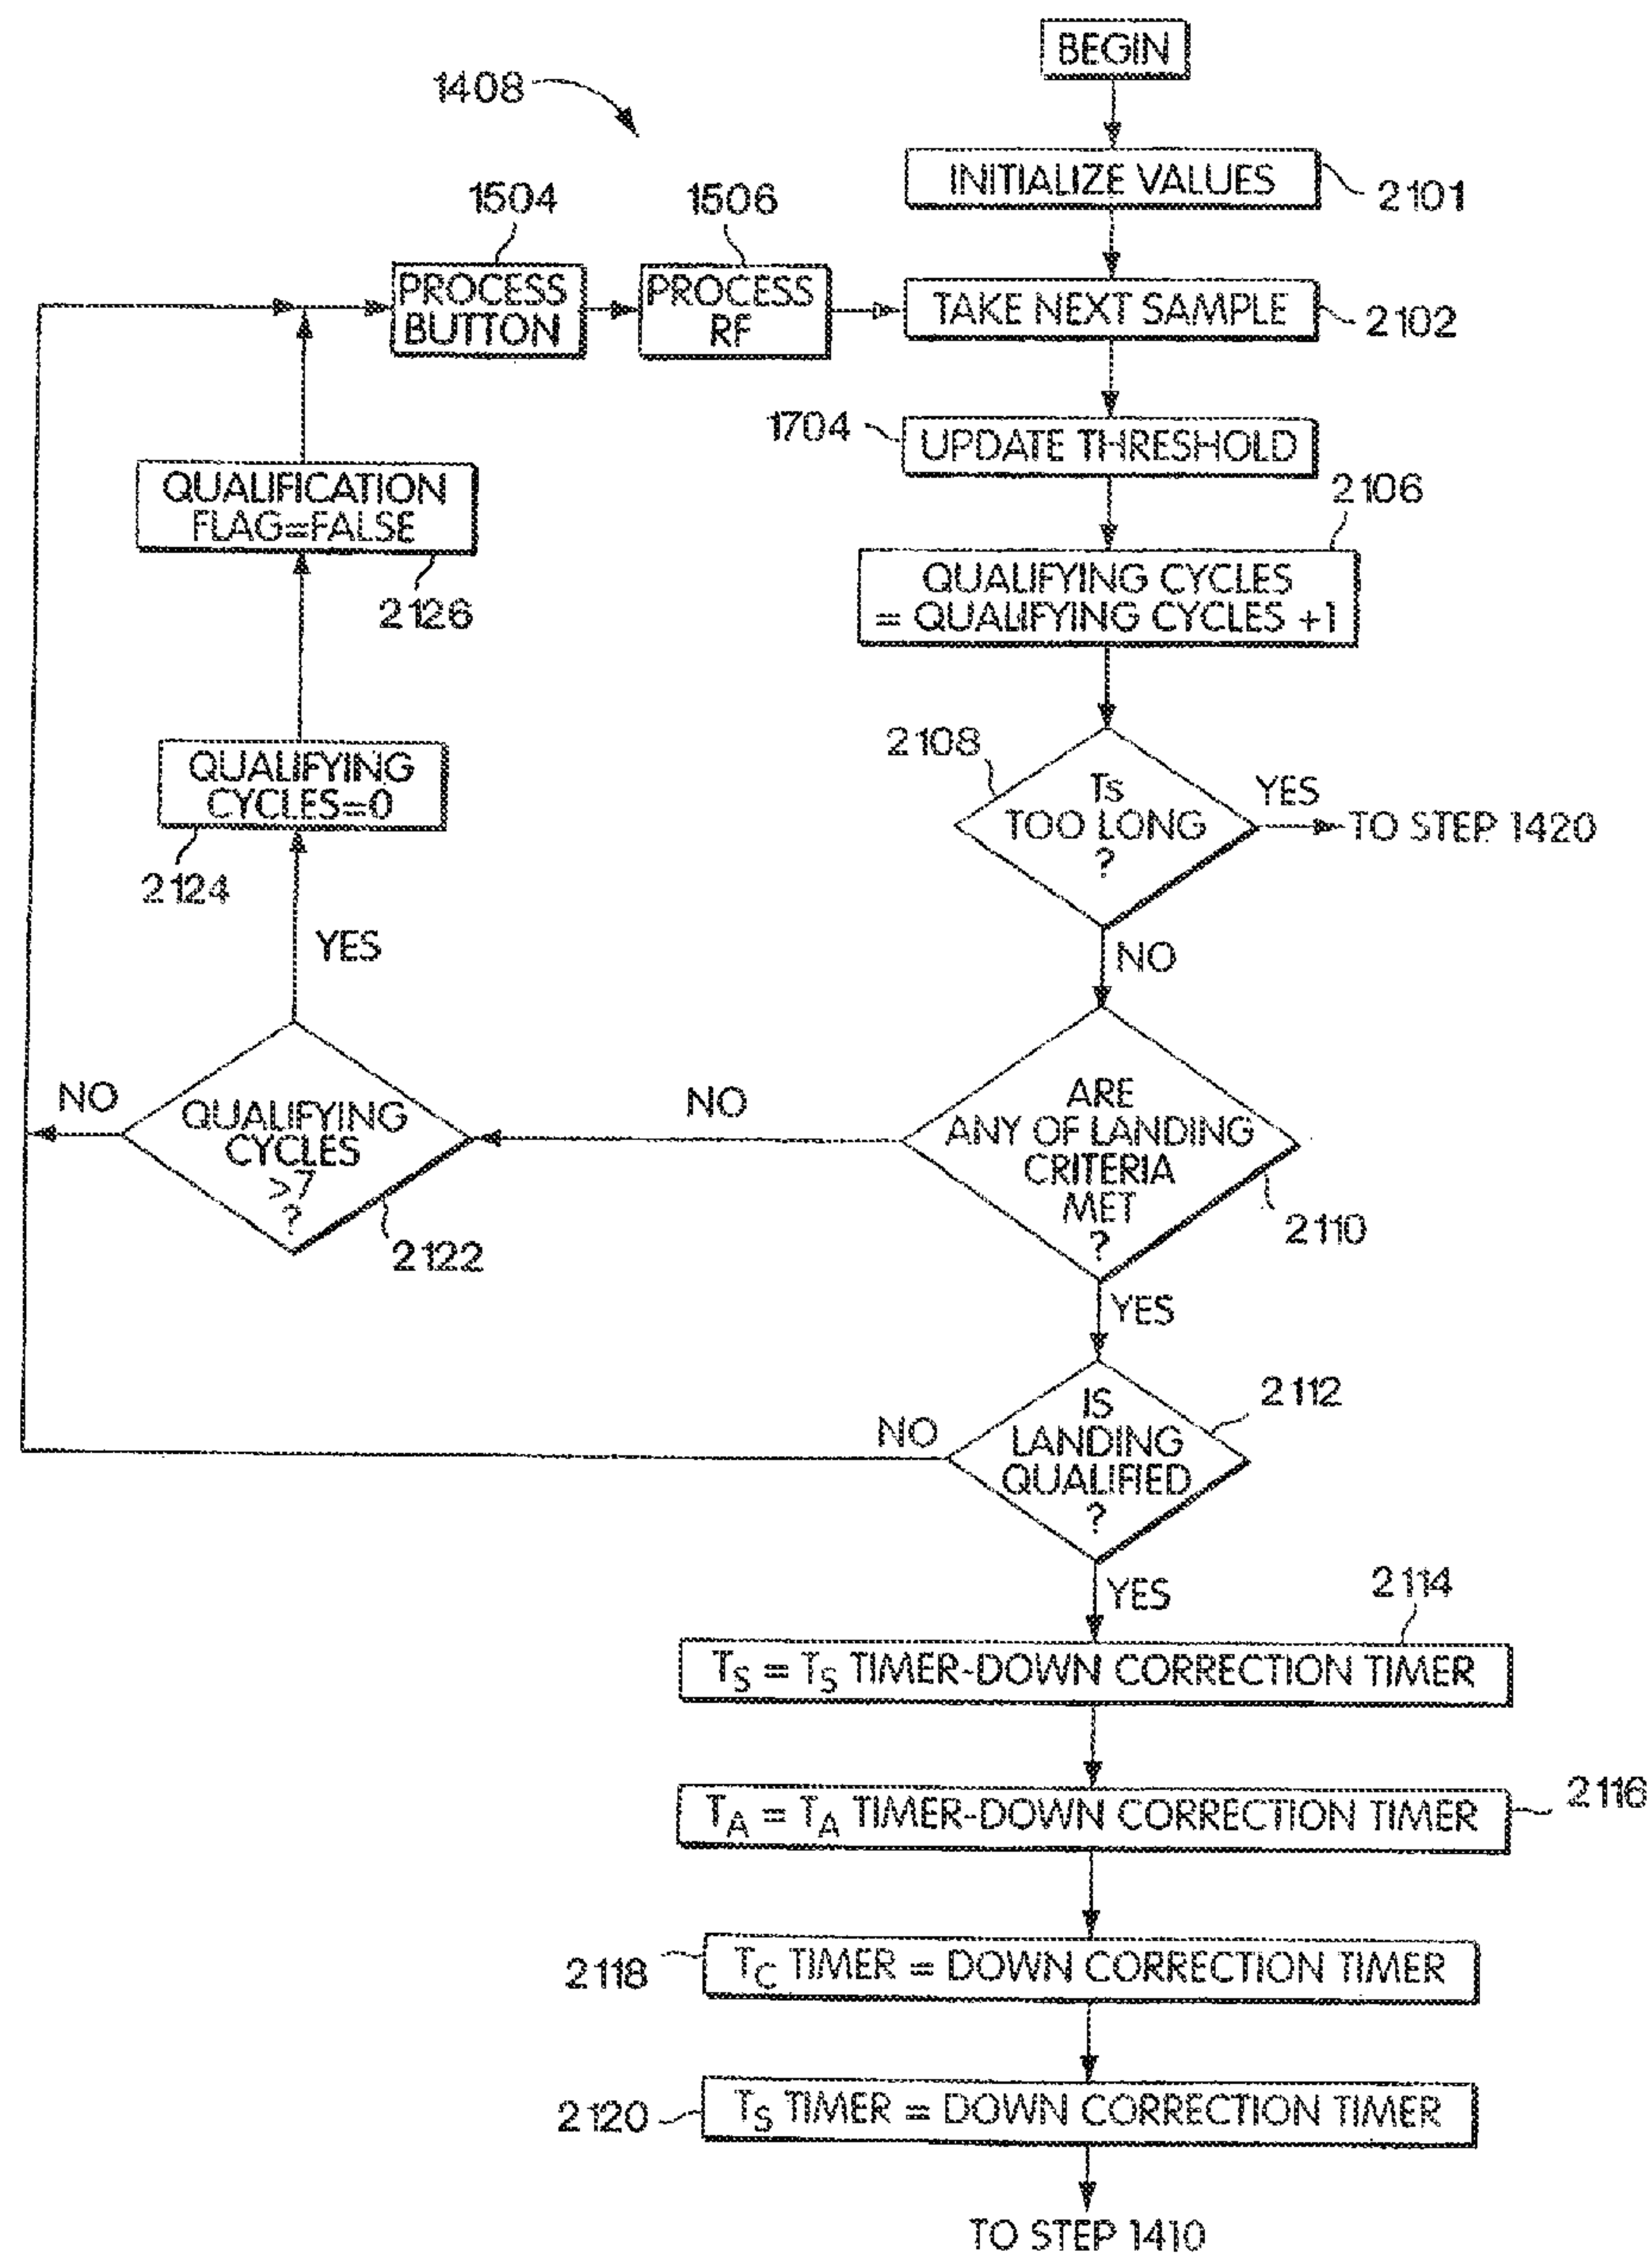 BEGIN
1408
INITIALIZE VALUES
2101
1504
1506
PROCESS
BUTTON
PROCESS
RF
TAKE NEXT SAMPLE
2102
1704
UPDATE THRESHOLD
2106
QUALIFICATION
FLAG=FALSE
2126
QUALIFYING CYCLES
= QUALIFYING CYCLES +1
2108
Ts
TOO LONG
?
YES
TO STEP 1420
QUALIFYING
CYCLES=0
2124
NO
YES
ARE
ANY OF LANDING
CRITERIA
MET
?
2110
NO
NO
QUALIFYING
CYCLES
>7
?
2122
YES
IS
LANDING
QUALIFIED
?
2112
NO
YES
2114
TS = TS TIMER-DOWN CORRECTION TIMER
TA = TA TIMER-DOWN CORRECTION TIMER
2116
2118
TC TIMER = DOWN CORRECTION TIMER
2120
TS TIMER = DOWN CORRECTION TIMER
TO STEP 1410